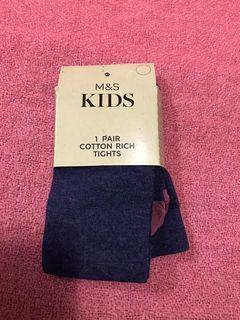 M&S
KIDS
1 PAIR
COTTON RICH
TIGHTS